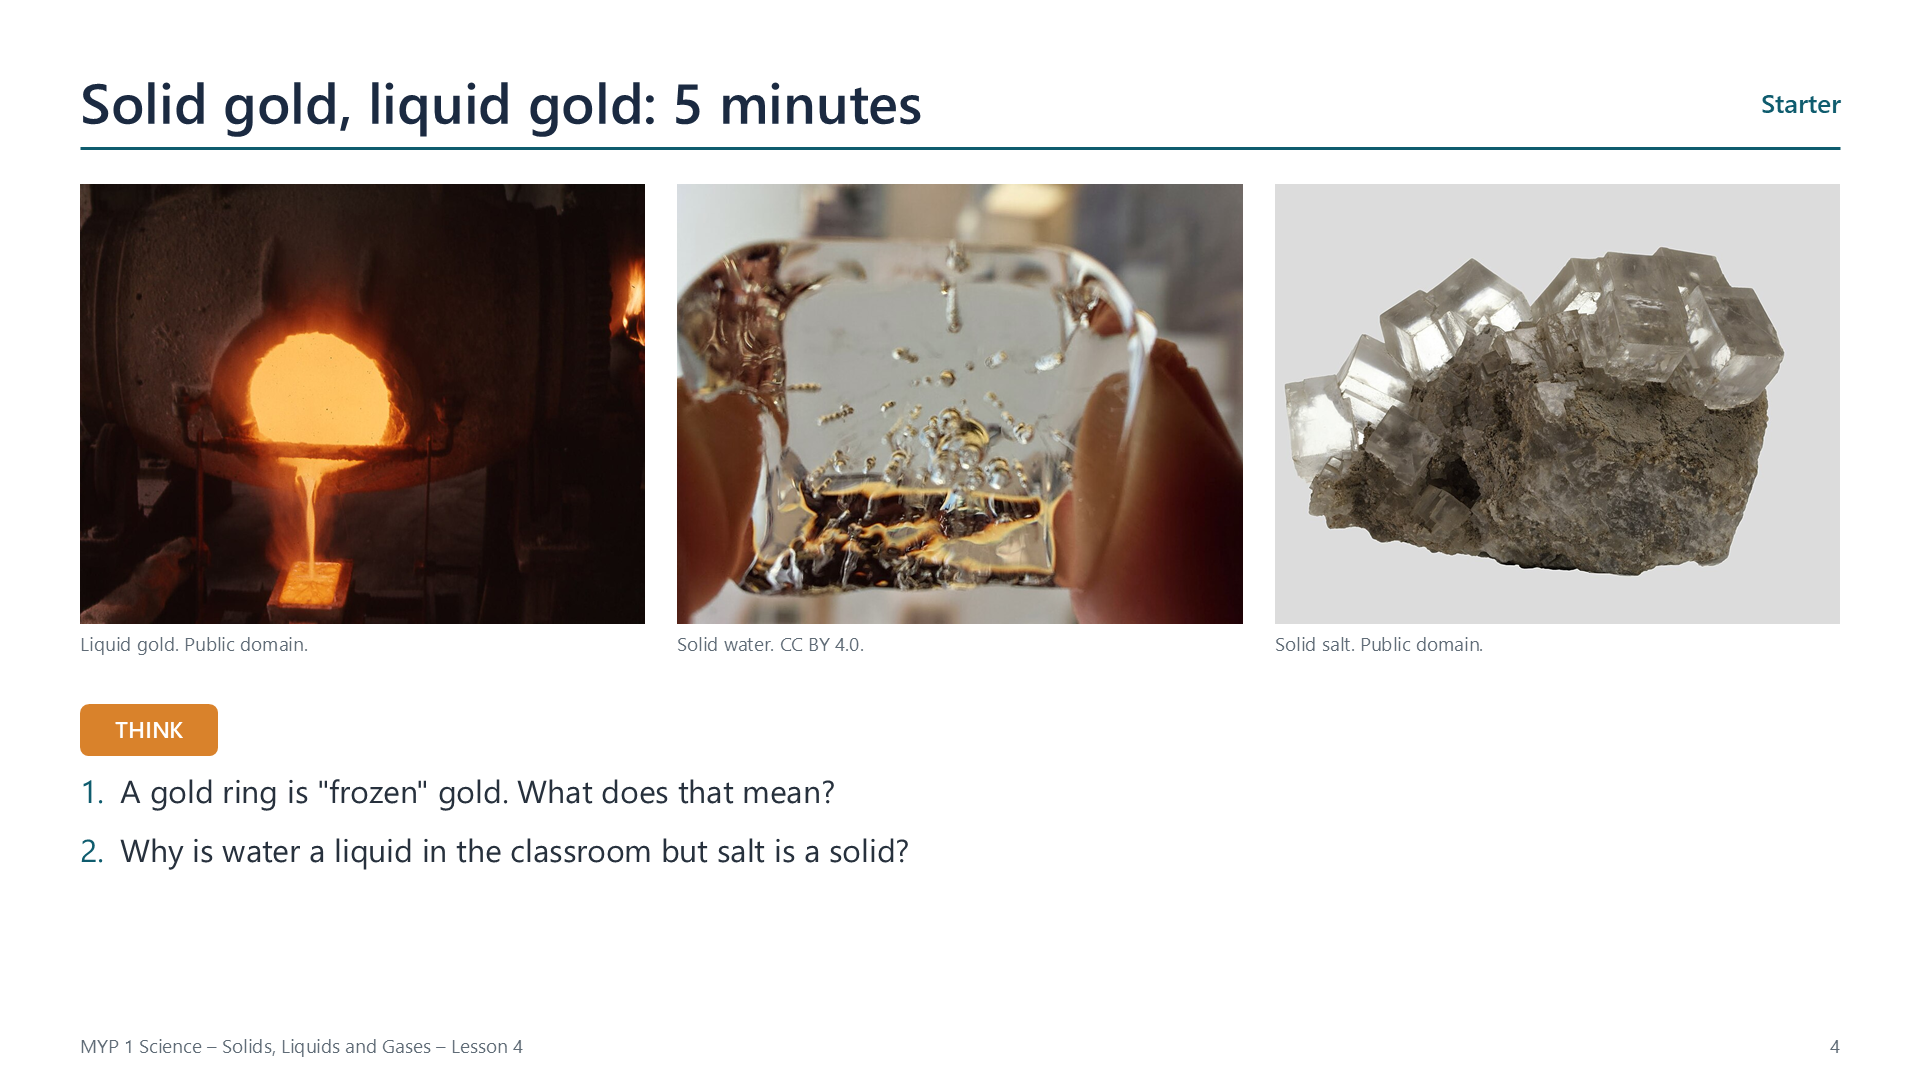 Solid gold, liquid gold: 5 minutes
Starter
Liquid gold. Public domain.
Solid water. CC BY 4.0.
Solid salt. Public domain.
THINK
1. A gold ring is "frozen" gold. What does that mean?
2. Why is water a liquid in the classroom but salt is a solid?
MYP 1 Science – Solids, Liquids and Gases – Lesson 4
4